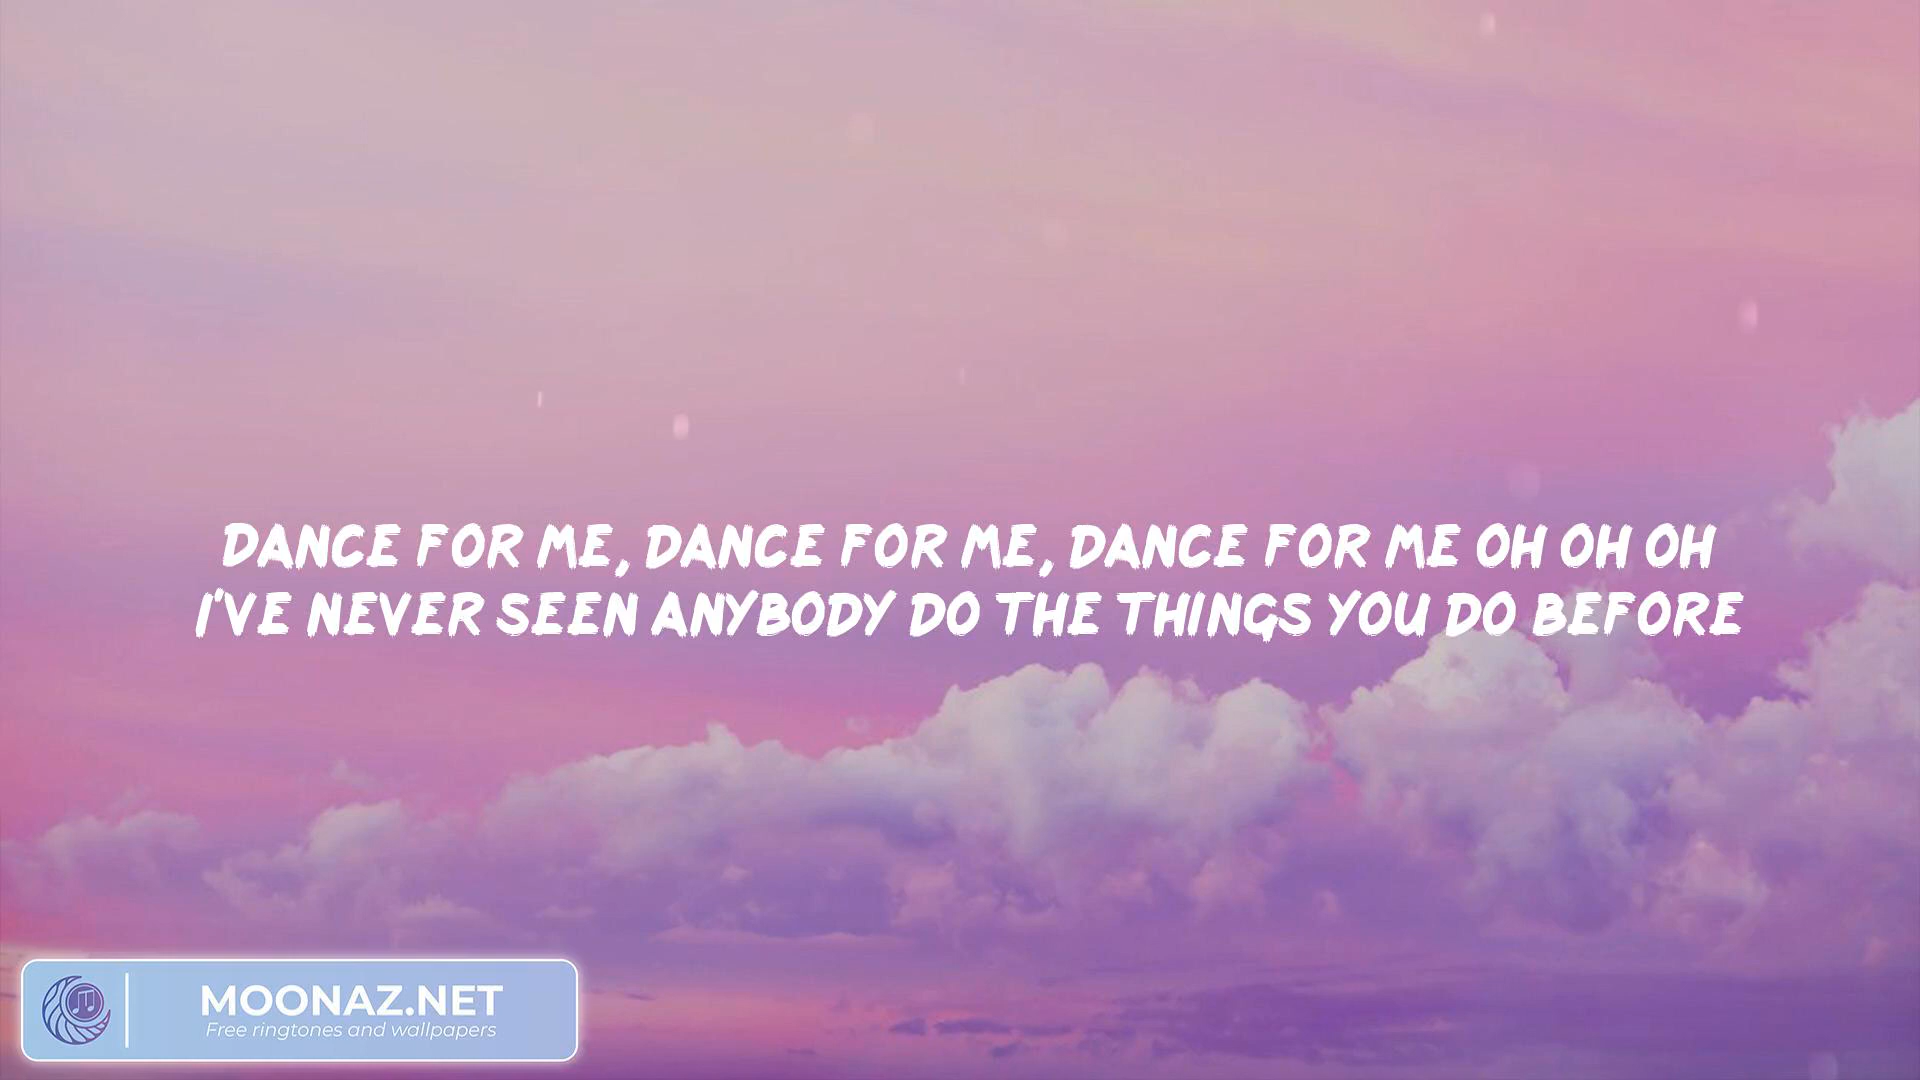 DANCE FOR ME, DANCE FOR ME, DANCE FOR ME OH OH OH
I'VE NEVER SEEN ANYBODY DO THE THINGS YOU DO BEFORE
MOONAZ.NET
Free ringtones and wallpapers